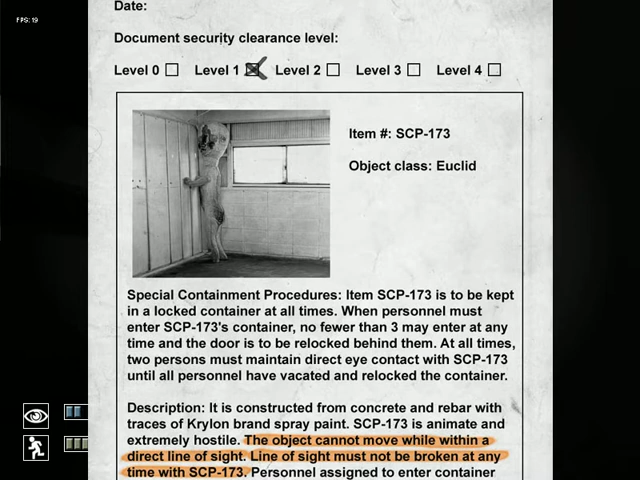 FPS: 19
Date:
Document security clearance level:
Level 0 Level 1 Level 2 Level 3 Level 4
Item #: SCP-173
Object class: Euclid
Special Containment Procedures: Item SCP-173 is to be kept
in a locked container at all times. When personnel must
enter SCP-173's container, no fewer than 3 may enter at any
time and the door is to be relocked behind them. At all times,
two persons must maintain direct eye contact with SCP-173
until all personnel have vacated and relocked the container.
Description: It is constructed from concrete and rebar with
traces of Krylon brand spray paint. SCP-173 is animate and
extremely hostile. The object cannot move while within a
direct line of sight. Line of sight must not be broken at any
time with SCP-173. Personnel assigned to enter container